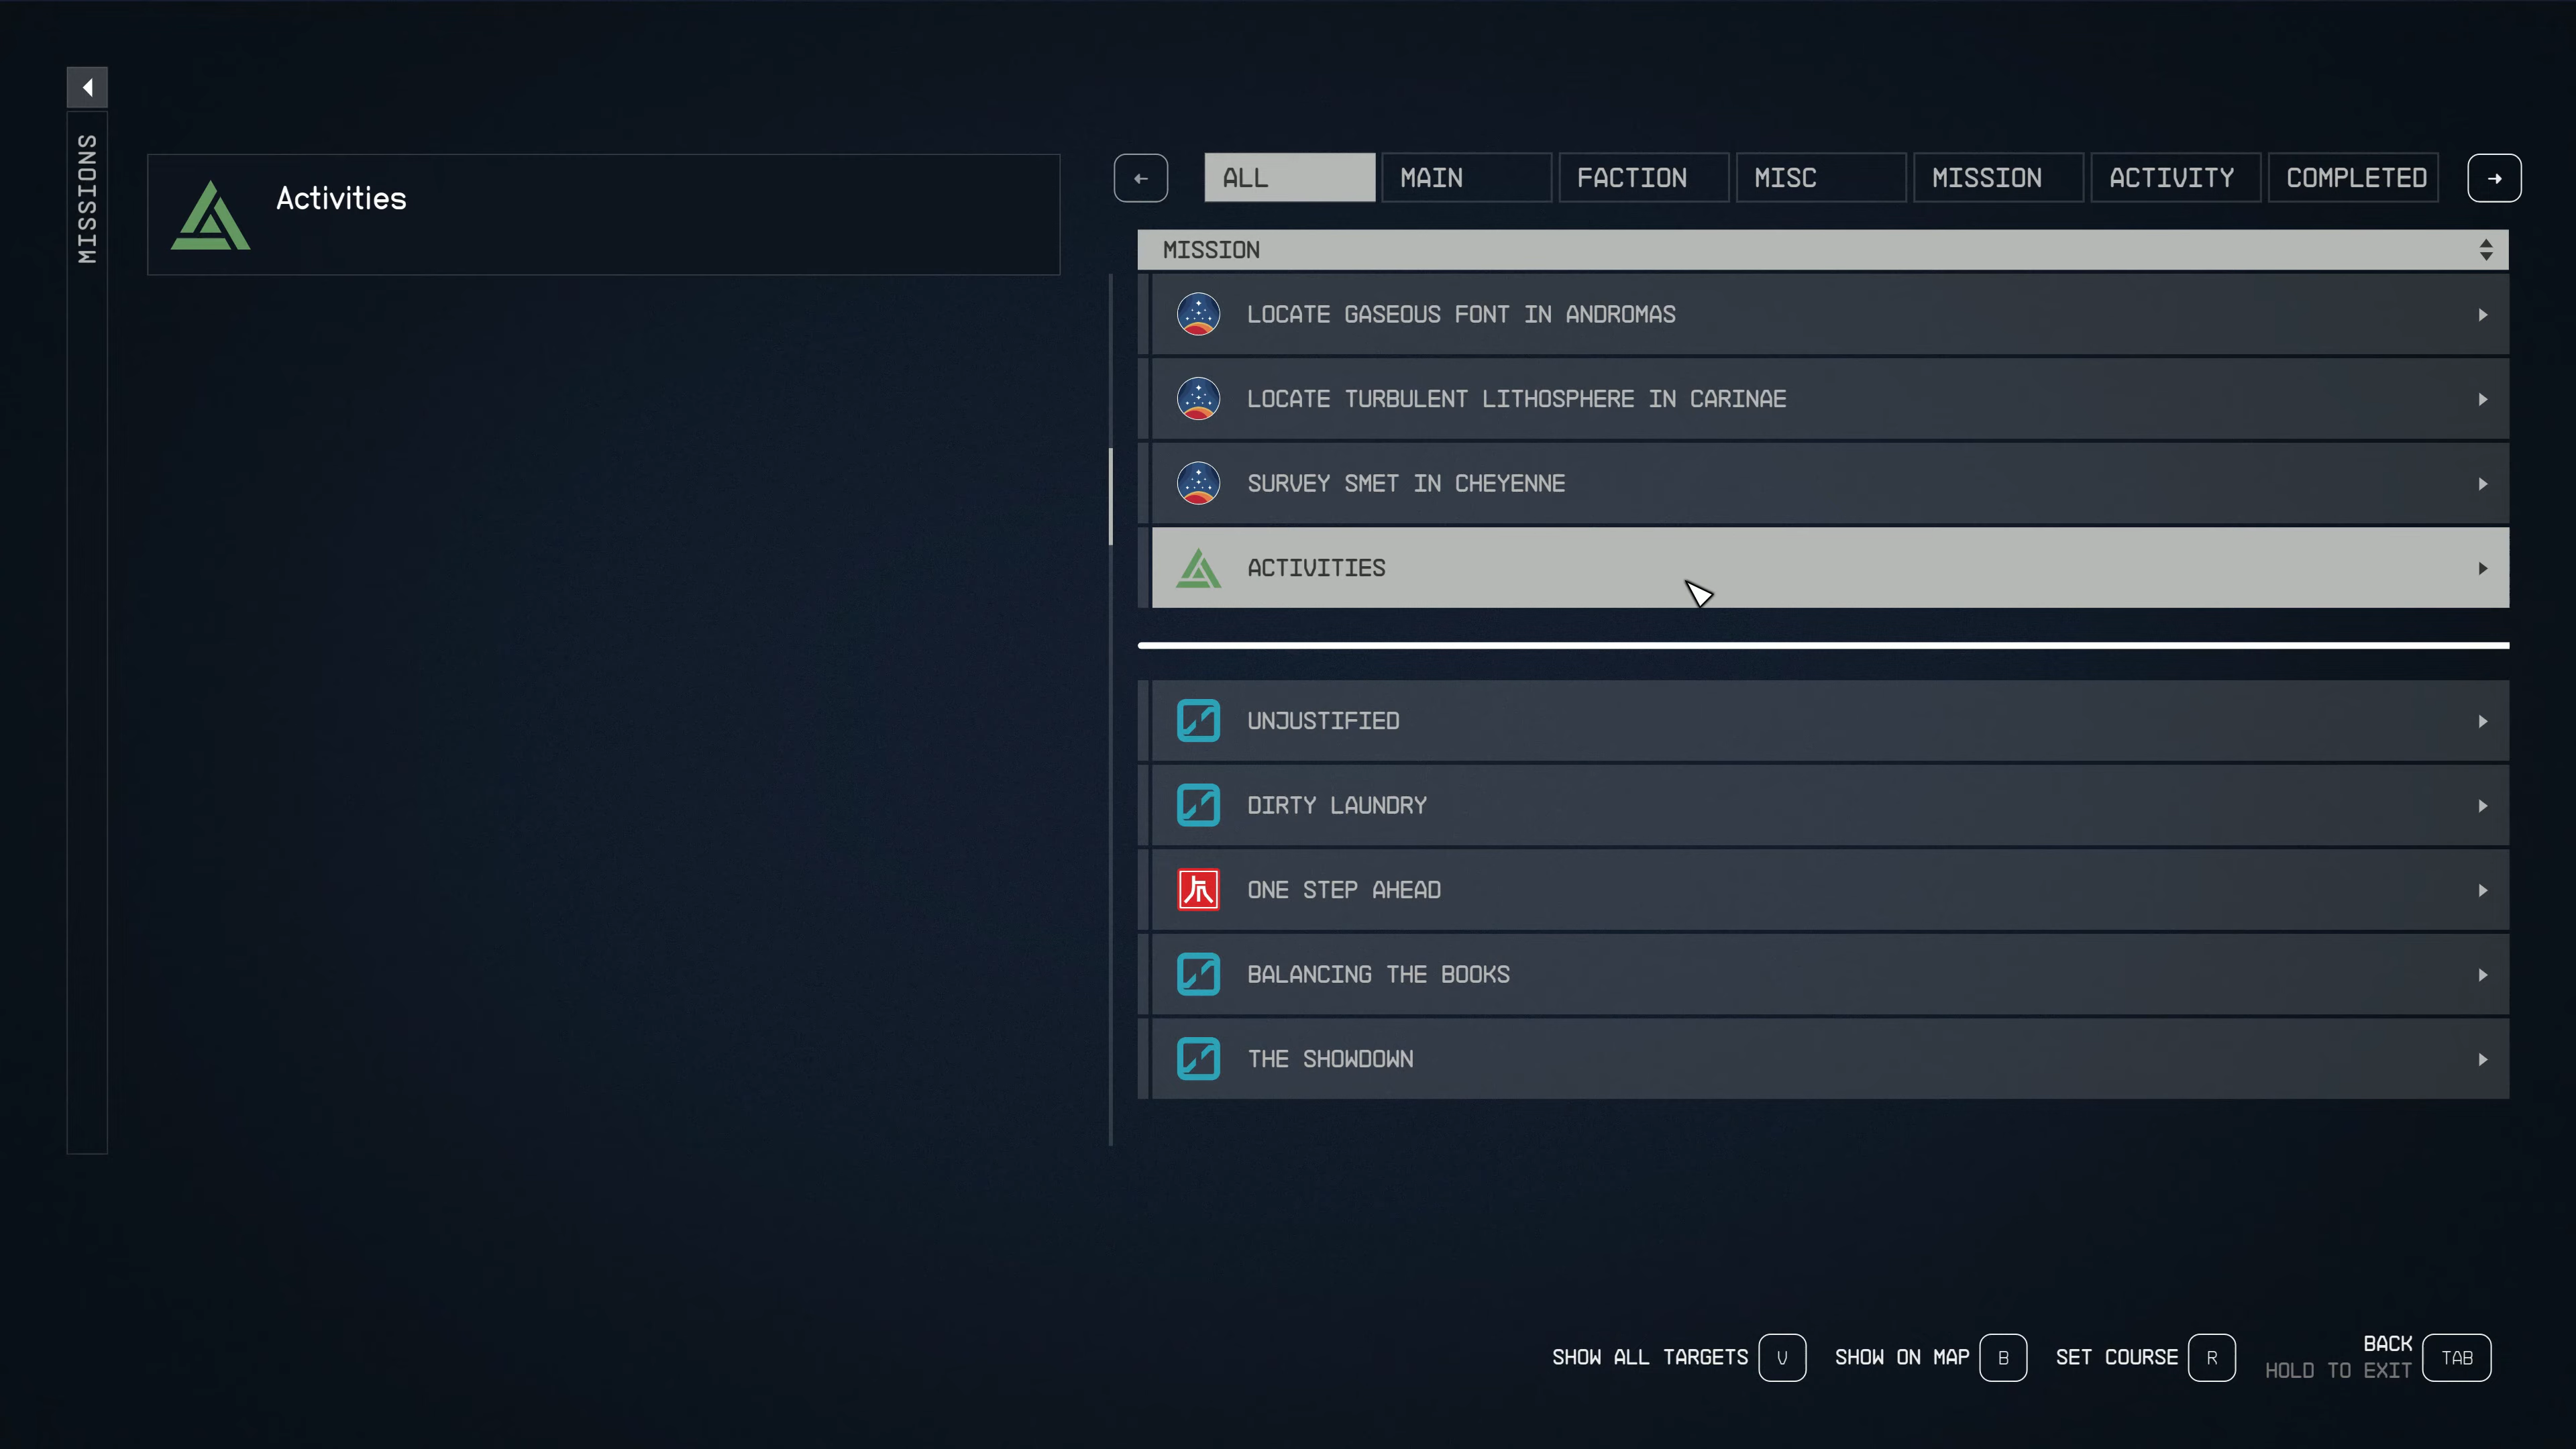 MISSIONS
Activities
ALL
MAIN
FACTION
MISC
MISSION
ACTIVITY
COMPLETED
MISSION
LOCATE GASEOUS FONT IN ANDROMAS
LOCATE TURBULENT LITHOSPHERE IN CARINAE
SURVEY SMET IN CHEYENNE
ACTIVITIES
UNJUSTIFIED
DIRTY LAUNDRY
ONE STEP AHEAD
BALANCING THE BOOKS
THE SHOWDOWN
SHOW ALL TARGETS V
SHOW ON MAP B
SET COURSE R
BACK
HOLD TO EXIT
TAB